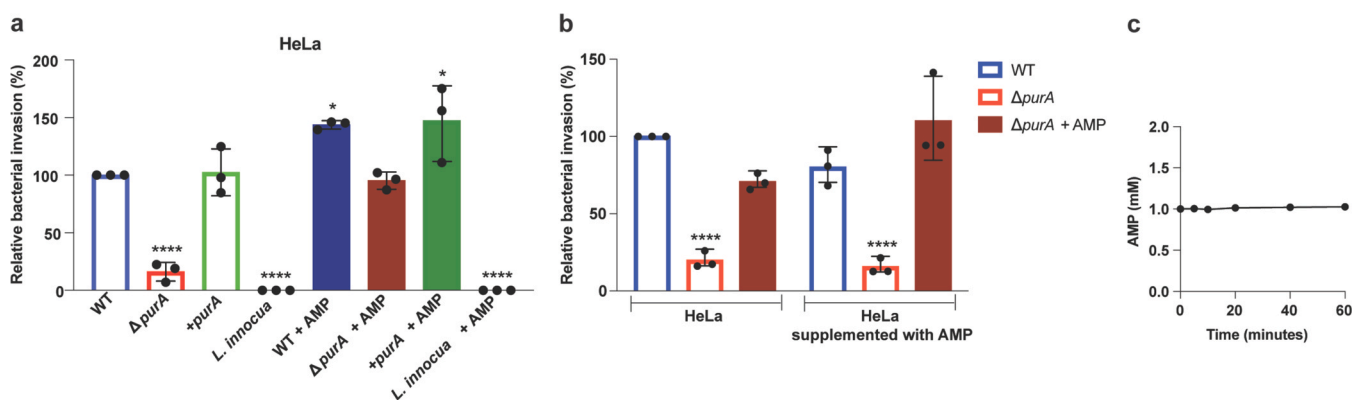 a
HeLa
Relative bacterial invasion (%)
200
150
100
50
0
****
****
*
*
****
WT
ΔpurA
+purA
L. innocua
WT + AMP
ΔpurA + AMP
+purA + AMP
L. innocua + AMP
b
Relative bacterial invasion (%)
150
100
50
0
****
****
HeLa
HeLa
supplemented with AMP
WT
ΔpurA
ΔpurA + AMP
c
AMP (mM)
2.0
1.5
1.0
0.5
0.0
0 20 40 60
Time (minutes)